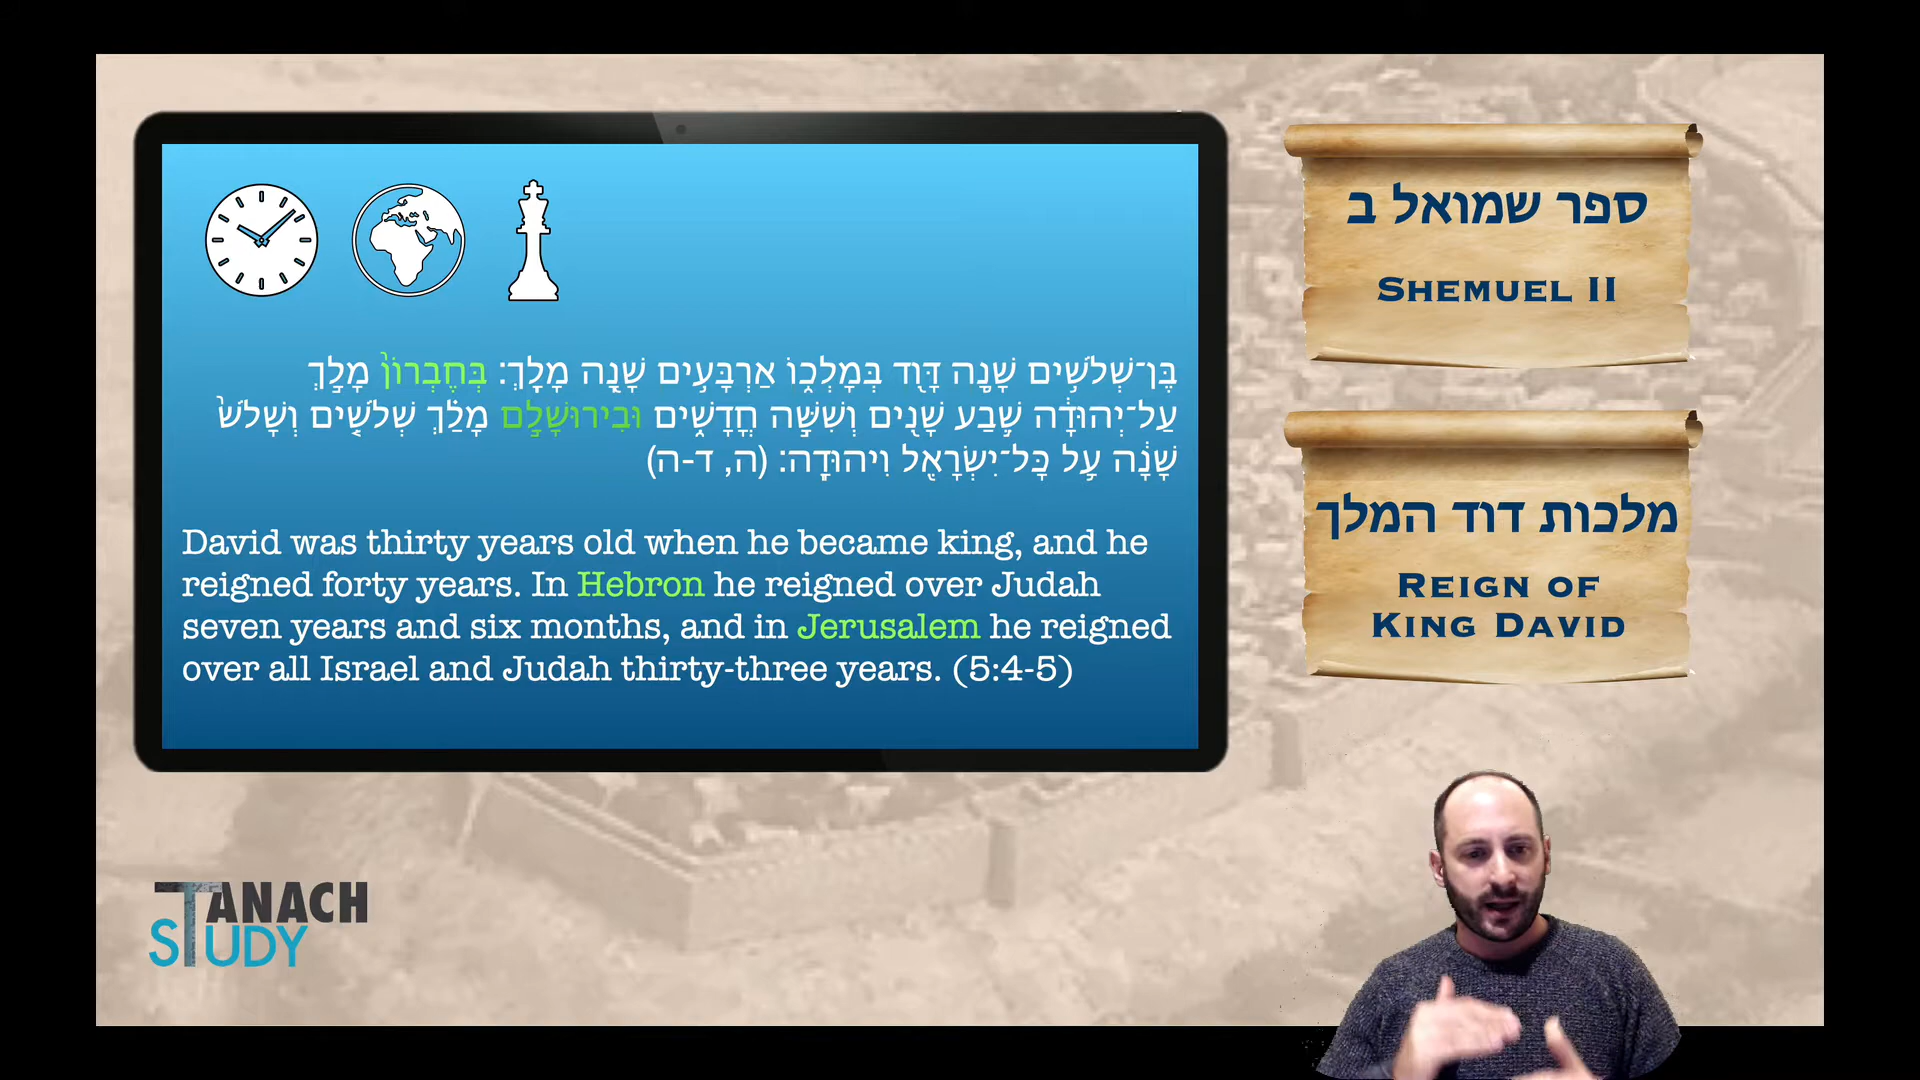 בֶּן־שְׁלֹשִׁ֥ים שָׁנָ֛ה דָּוִ֖ד בְּמׇלְכ֑וֹ אַרְבָּעִ֥ים שָׁנָ֖ה מָלָֽךְ׃ בְּחֶבְרוֹן֙ מָלַ֣ךְ
עַל־יְהוּדָ֔ה שֶׁ֥בַע שָׁנִ֖ים וְשִׁשָּׁ֣ה חֳדָשִׁ֑ים וּבִירוּשָׁלַ֣͏ִם מָלַ֗ךְ שְׁלֹשִׁ֤ים וְשָׁלֹשׁ֙
שָׁנָ֔ה עַ֥ל כׇּל־יִשְׂרָאֵ֖ל וִיהוּדָֽה׃ (ה, ד-ה)
David was thirty years old when he became king, and he
reigned forty years. In Hebron he reigned over Judah
seven years and six months, and in Jerusalem he reigned
over all Israel and Judah thirty-three years. (5:4-5)
ספר שמואל ב
Shemuel II
מלכות דוד המלך
Reign of
King David
TANACH
STUDY